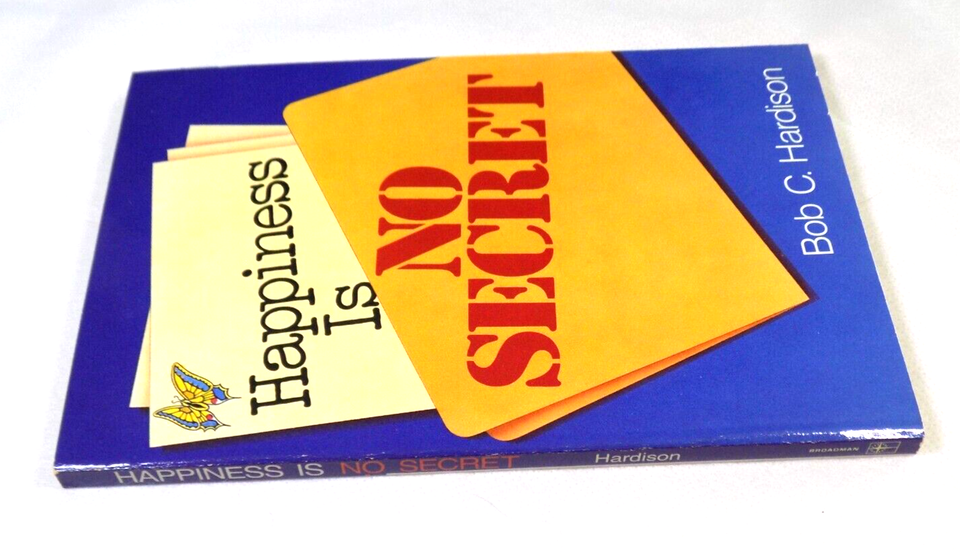 Happiness
Is
NO
SECRET
Bob C. Hardison
HAPPINESS IS NO SECRET Hardison BROADMAN